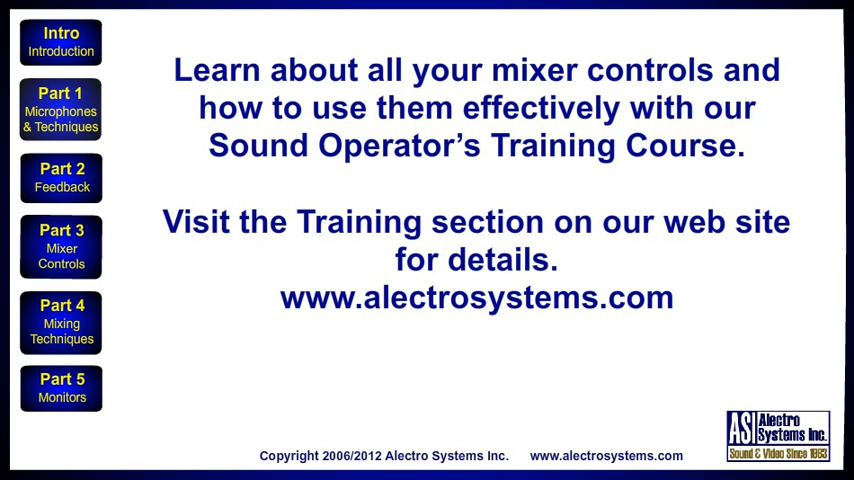 Intro
Introduction
Part 1
Microphones
& Techniques
Part 2
Feedback
Part 3
Mixer
Controls
Part 4
Mixing
Techniques
Part 5
Monitors
Learn about all your mixer controls and
how to use them effectively with our
Sound Operator’s Training Course.
Visit the Training section on our web site
for details.
www.alectrosystems.com
ASI
Alectro
Systems Inc.
Sound & Video Since 1983
Copyright 2006/2012 Alectro Systems Inc. www.alectrosystems.com